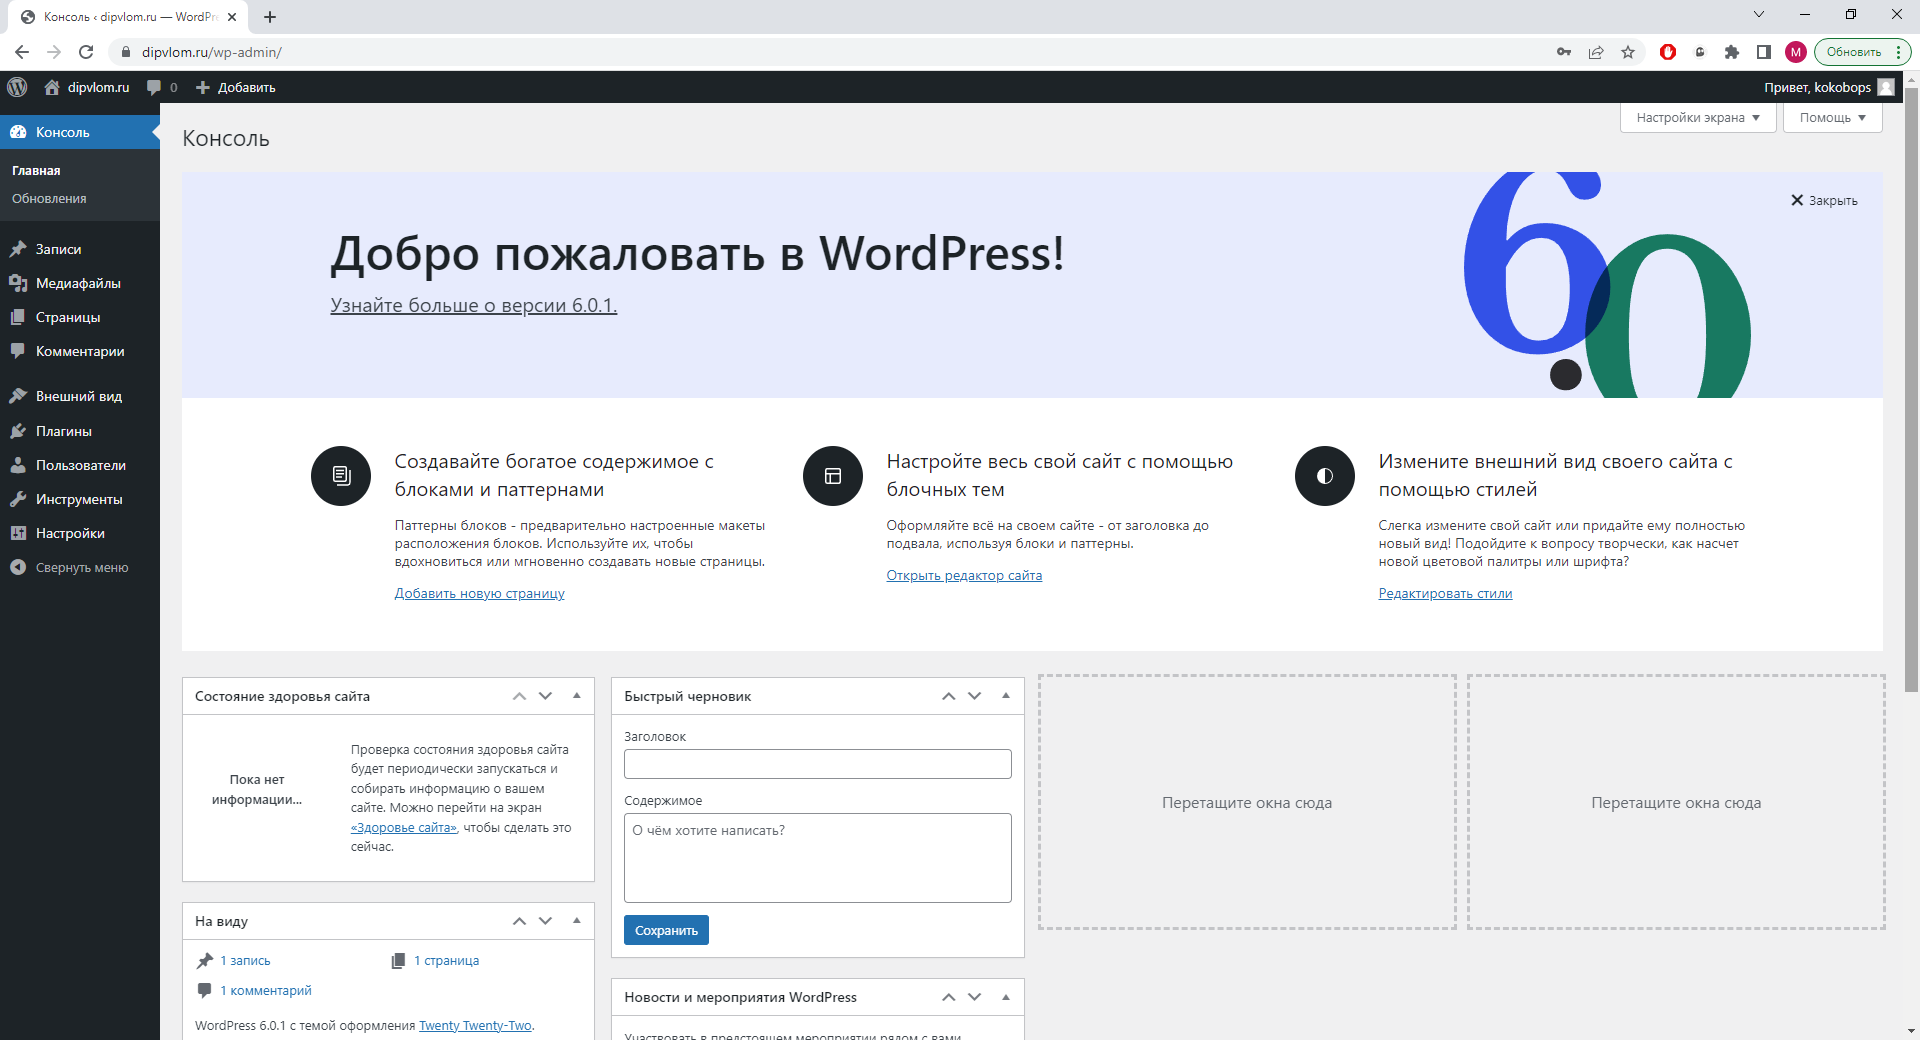 Консоль ‹ dipvlom.ru — WordPre
dipvlom.ru/wp-admin/
M
Обновить
dipvlom.ru
0
Добавить
Привет, kokobops
Консоль
Главная
Обновления
Записи
Медиафайлы
Страницы
Комментарии
Внешний вид
Плагины
Пользователи
Инструменты
Настройки
Свернуть меню
Консоль
Настройки экрана
Помощь
Добро пожаловать в WordPress!
Узнайте больше о версии 6.0.1.
6.0
Закрыть
Создавайте богатое содержимое с
блоками и паттернами
Паттерны блоков - предварительно настроенные макеты
расположения блоков. Используйте их, чтобы
вдохновиться или мгновенно создавать новые страницы.
Добавить новую страницу
Настройте весь свой сайт с помощью
блочных тем
Оформляйте всё на своем сайте - от заголовка до
подвала, используя блоки и паттерны.
Открыть редактор сайта
Измените внешний вид своего сайта с
помощью стилей
Слегка измените свой сайт или придайте ему полностью
новый вид! Подойдите к вопросу творчески, как насчет
новой цветовой палитры или шрифта?
Редактировать стили
Состояние здоровья сайта
Пока нет
информации...
Проверка состояния здоровья сайта
будет периодически запускаться и
собирать информацию о вашем
сайте. Можно перейти на экран
«Здоровье сайта», чтобы сделать это
сейчас.
На виду
1 запись
1 страница
1 комментарий
WordPress 6.0.1 с темой оформления Twenty Twenty-Two.
Быстрый черновик
Заголовок
Содержимое
О чём хотите написать?
Сохранить
Новости и мероприятия WordPress
Участвовать в предстоящем мероприятии рядом с вами.
Перетащите окна сюда
Перетащите окна сюда